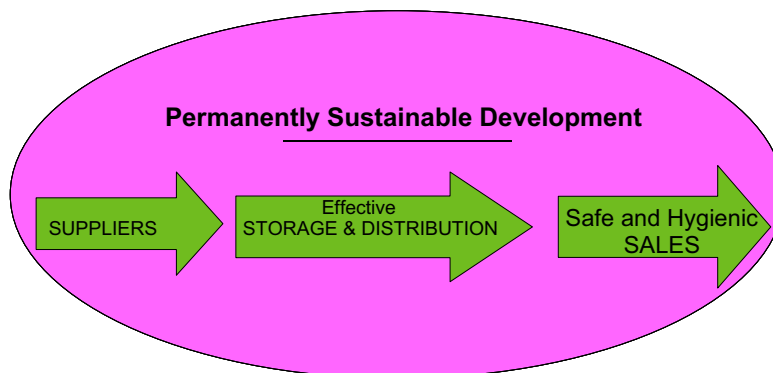 Permanently Sustainable Development
SUPPLIERS
Effective
STORAGE & DISTRIBUTION
Safe and Hygienic
SALES